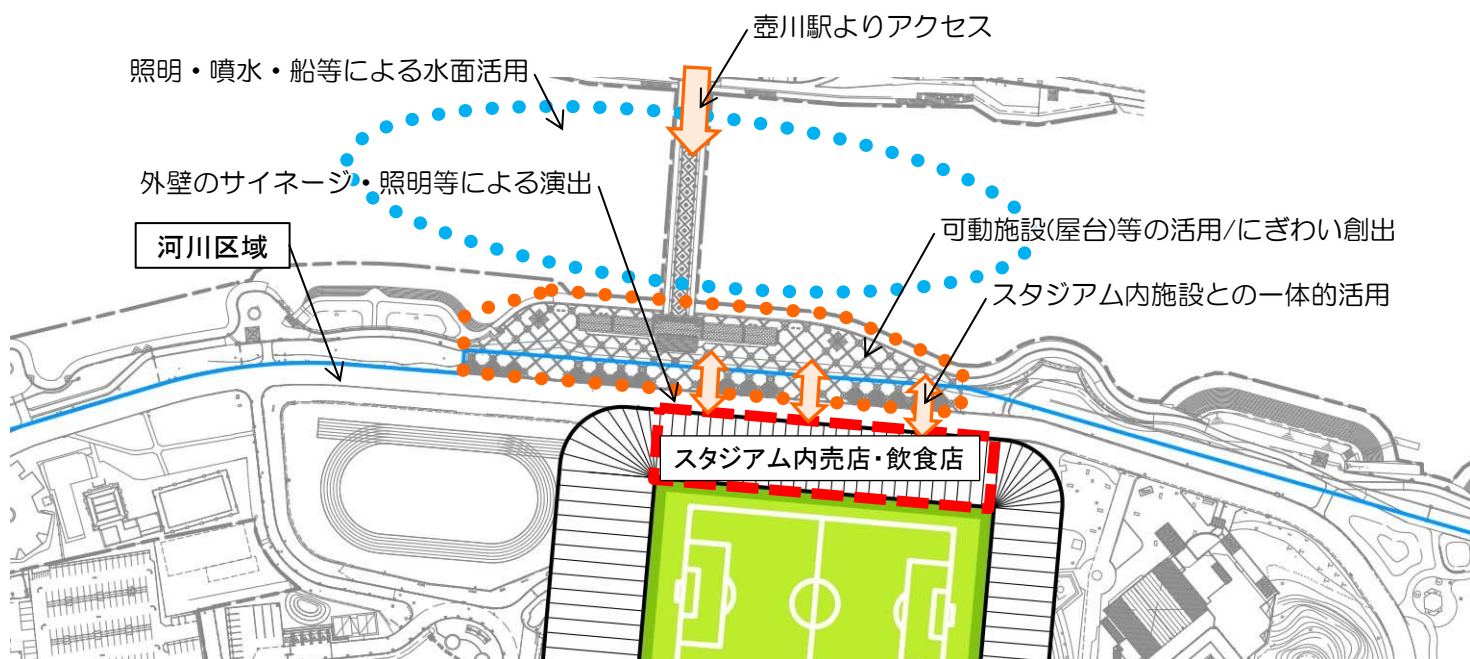 壺川駅よりアクセス
照明・噴水・船等による水面活用
外壁のサイネージ・照明等による演出
河川区域
可動施設(屋台)等の活用/にぎわい創出
スタジアム内施設との一体的活用
スタジアム内売店・飲食店